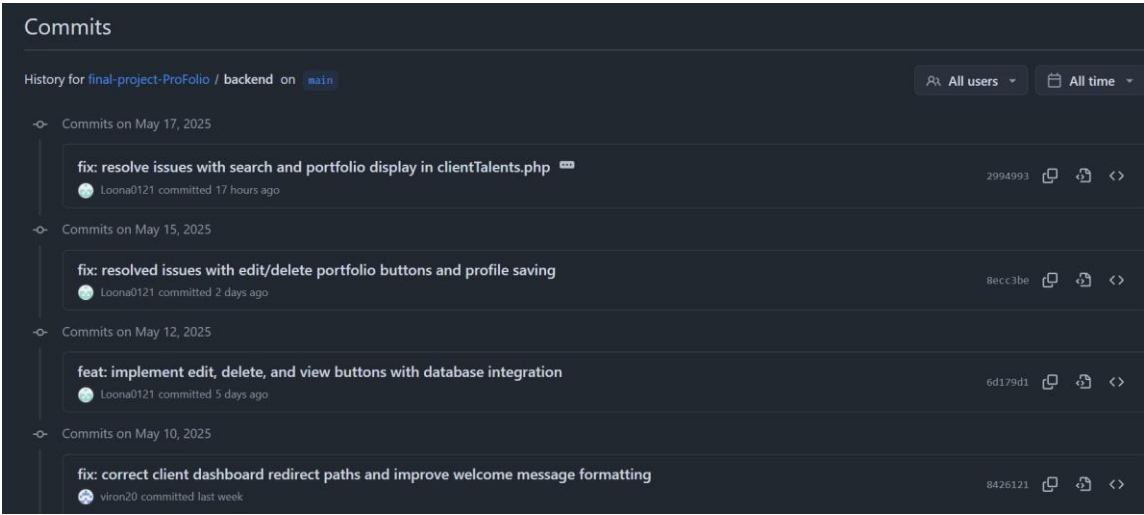 Commits
History for final-project-ProFolio / backend on main
All users
All time
Commits on May 17, 2025
fix: resolve issues with search and portfolio display in clientTalents.php
Loona0121 committed 17 hours ago
2994993
Commits on May 15, 2025
fix: resolved issues with edit/delete portfolio buttons and profile saving
Loona0121 committed 2 days ago
8ecc3be
Commits on May 12, 2025
feat: implement edit, delete, and view buttons with database integration
Loona0121 committed 5 days ago
6d179d1
Commits on May 10, 2025
fix: correct client dashboard redirect paths and improve welcome message formatting
viron20 committed last week
8426121